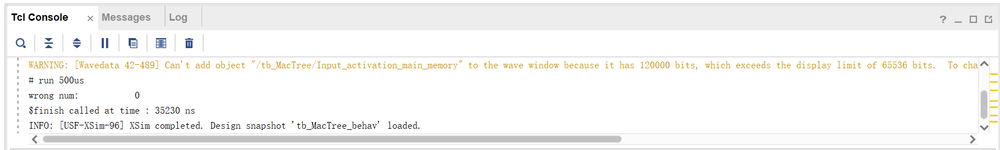 Tcl Console × Messages Log ?
WARNING: [Wavedata 42-489] Can't add object "/tb_MacTree/Input_activation_main_memory" to the wave window because it has 120000 bits, which exceeds the display limit of 65536 bits.  To cha
# run 500us
wrong num:           0
$finish called at time : 35230 ns
INFO: [USF-XSim-96] XSim completed. Design snapshot 'tb_MacTree_behav' loaded.